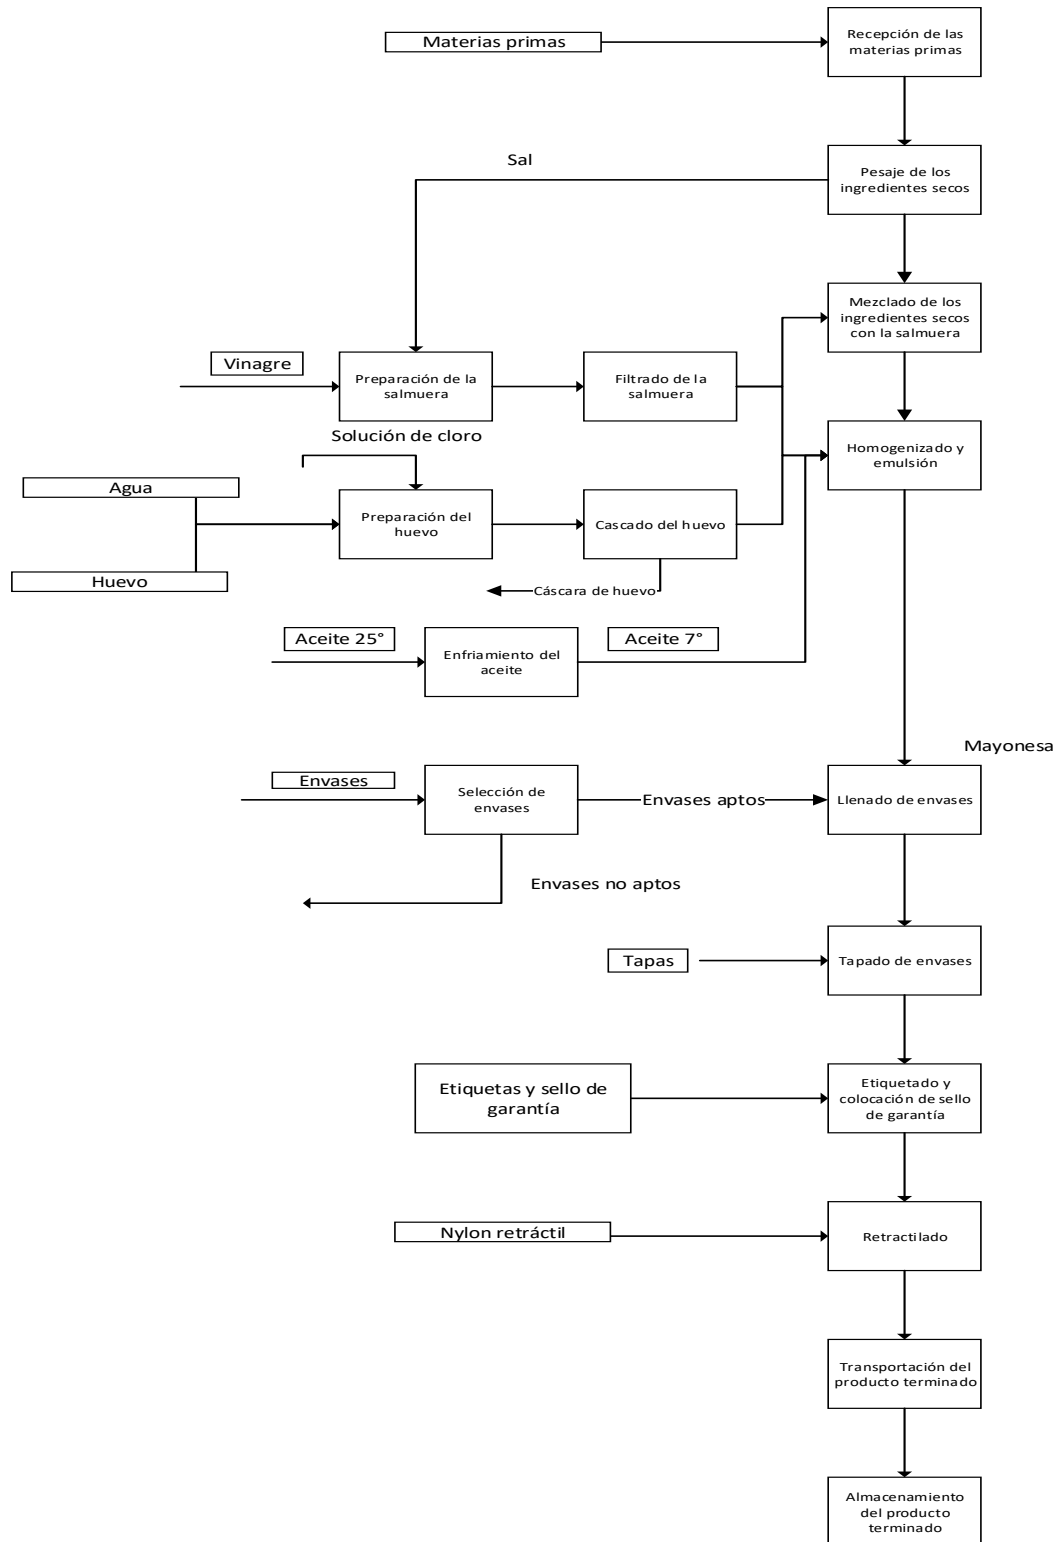 Materias primas
Recepción de las
materias primas
Sal
Pesaje de los
ingredientes secos
Mezclado de los
ingredientes secos
con la salmuera
Vinagre
Preparación de la
salmuera
Filtrado de la
salmuera
Solución de cloro
Homogenizado y
emulsión
Agua
Preparación del
huevo
Cascado del huevo
Huevo
Cáscara de huevo
Aceite 25°
Enfriamiento del
aceite
Aceite 7°
Mayonesa
Envases
Selección de
envases
Envases aptos
Llenado de envases
Envases no aptos
Tapas
Tapado de envases
Etiquetas y sello de
garantía
Etiquetado y
colocación de sello
de garantía
Nylon retráctil
Retractilado
Transportación del
producto terminado
Almacenamiento
del producto
terminado